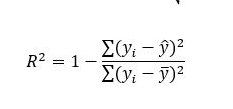 R² = 1 − Σ(yᵢ − ŷ)² / Σ(yᵢ − ȳ)²